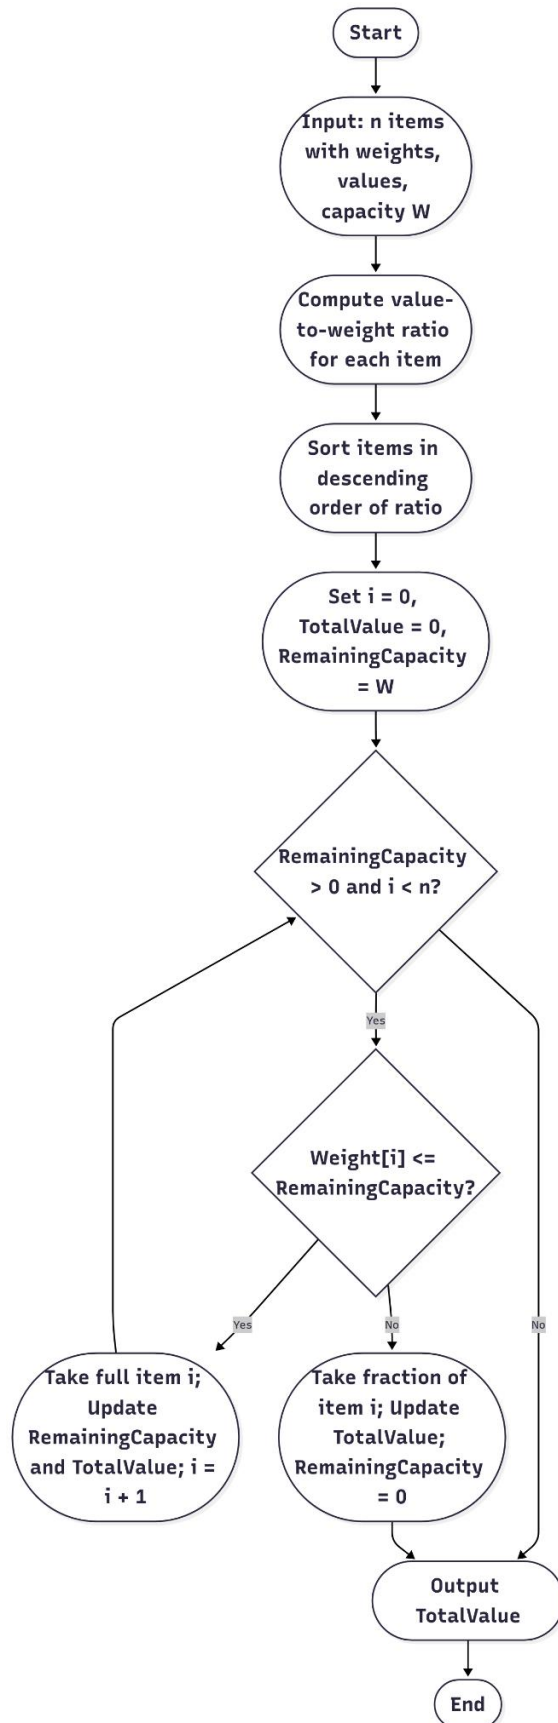 Start
Input: n items
with weights,
values,
capacity W
Compute value-
to-weight ratio
for each item
Sort items in
descending
order of ratio
Set i = 0,
TotalValue = 0,
RemainingCapacity
= W
RemainingCapacity
> 0 and i < n?
Yes
Weight[i] <=
RemainingCapacity?
Yes
No
No
Take full item i;
Update
RemainingCapacity
and TotalValue; i =
i + 1
Take fraction of
item i; Update
TotalValue;
RemainingCapacity
= 0
Output
TotalValue
End